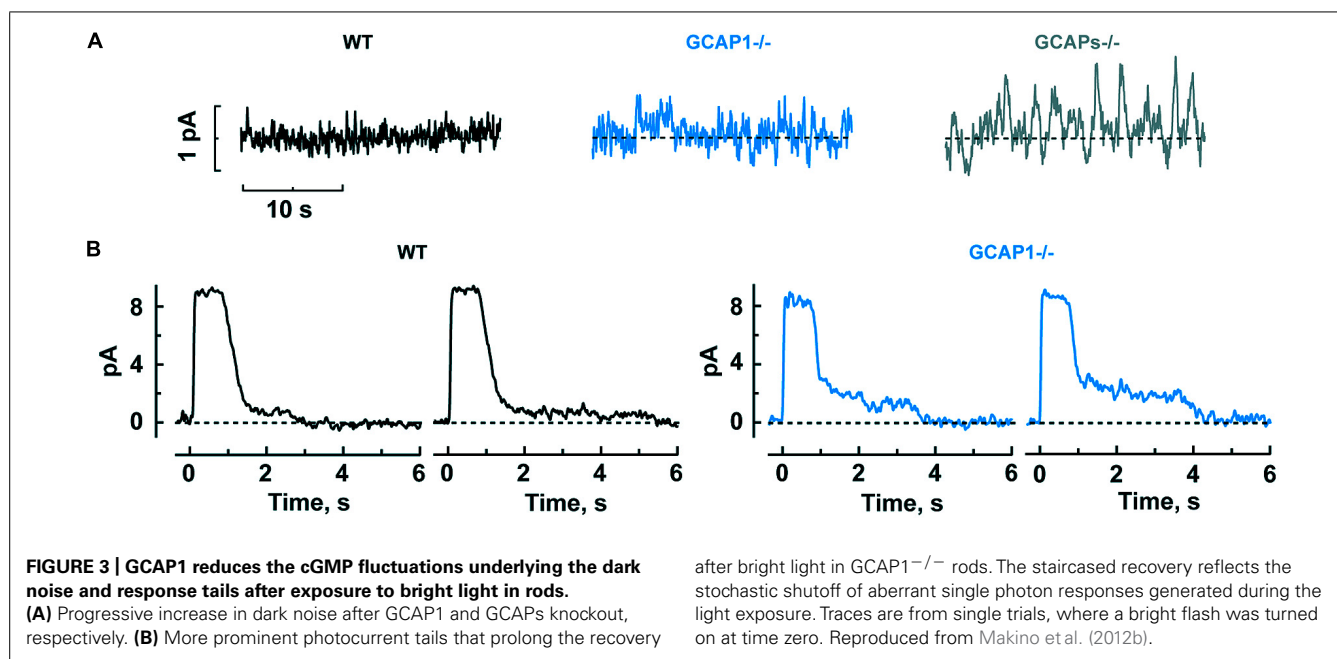 A
WT
GCAP1-/-
GCAPs-/-
1 pA
10 s
B
WT
GCAP1-/-
pA
8
4
0
0 2 4 6
Time, s
0 2 4 6
Time, s
pA
8
4
0
0 2 4 6
Time, s
0 2 4 6
Time, s
FIGURE 3 | GCAP1 reduces the cGMP fluctuations underlying the dark
noise and response tails after exposure to bright light in rods.
(A) Progressive increase in dark noise after GCAP1 and GCAPs knockout,
respectively. (B) More prominent photocurrent tails that prolong the recovery
after bright light in GCAP1−/− rods. The staircased recovery reflects the
stochastic shutoff of aberrant single photon responses generated during the
light exposure. Traces are from single trials, where a bright flash was turned
on at time zero. Reproduced from Makino et al. (2012b).